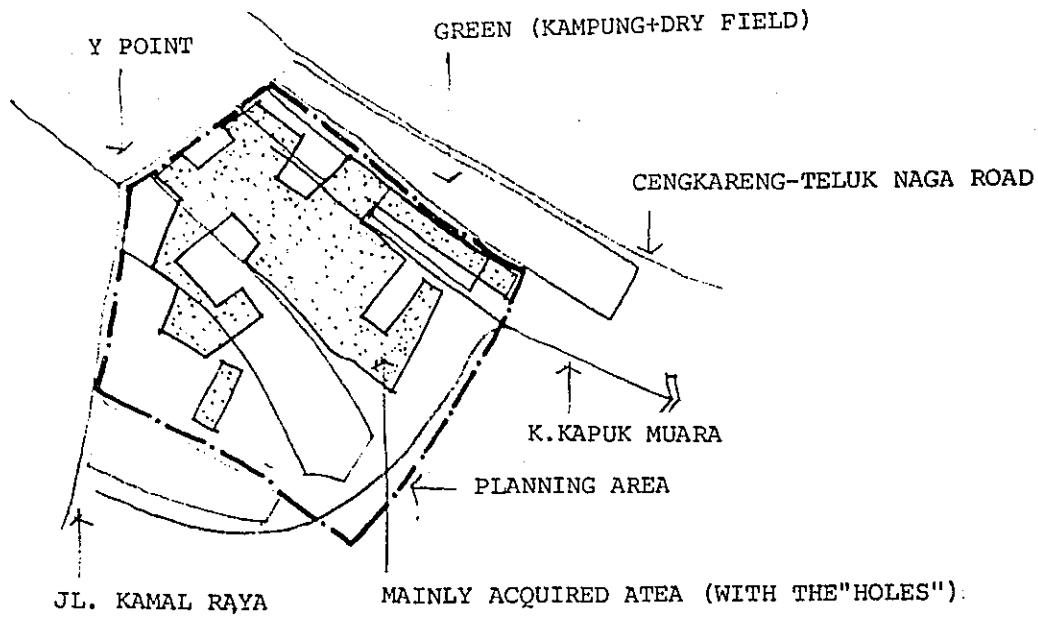 GREEN (KAMPUNG+DRY FIELD)
Y POINT
CENGKARENG-TELUK NAGA ROAD
K.KAPUK MUARA
PLANNING AREA
JL. KAMAL RAYA
MAINLY ACQUIRED ATEA (WITH THE"HOLES").